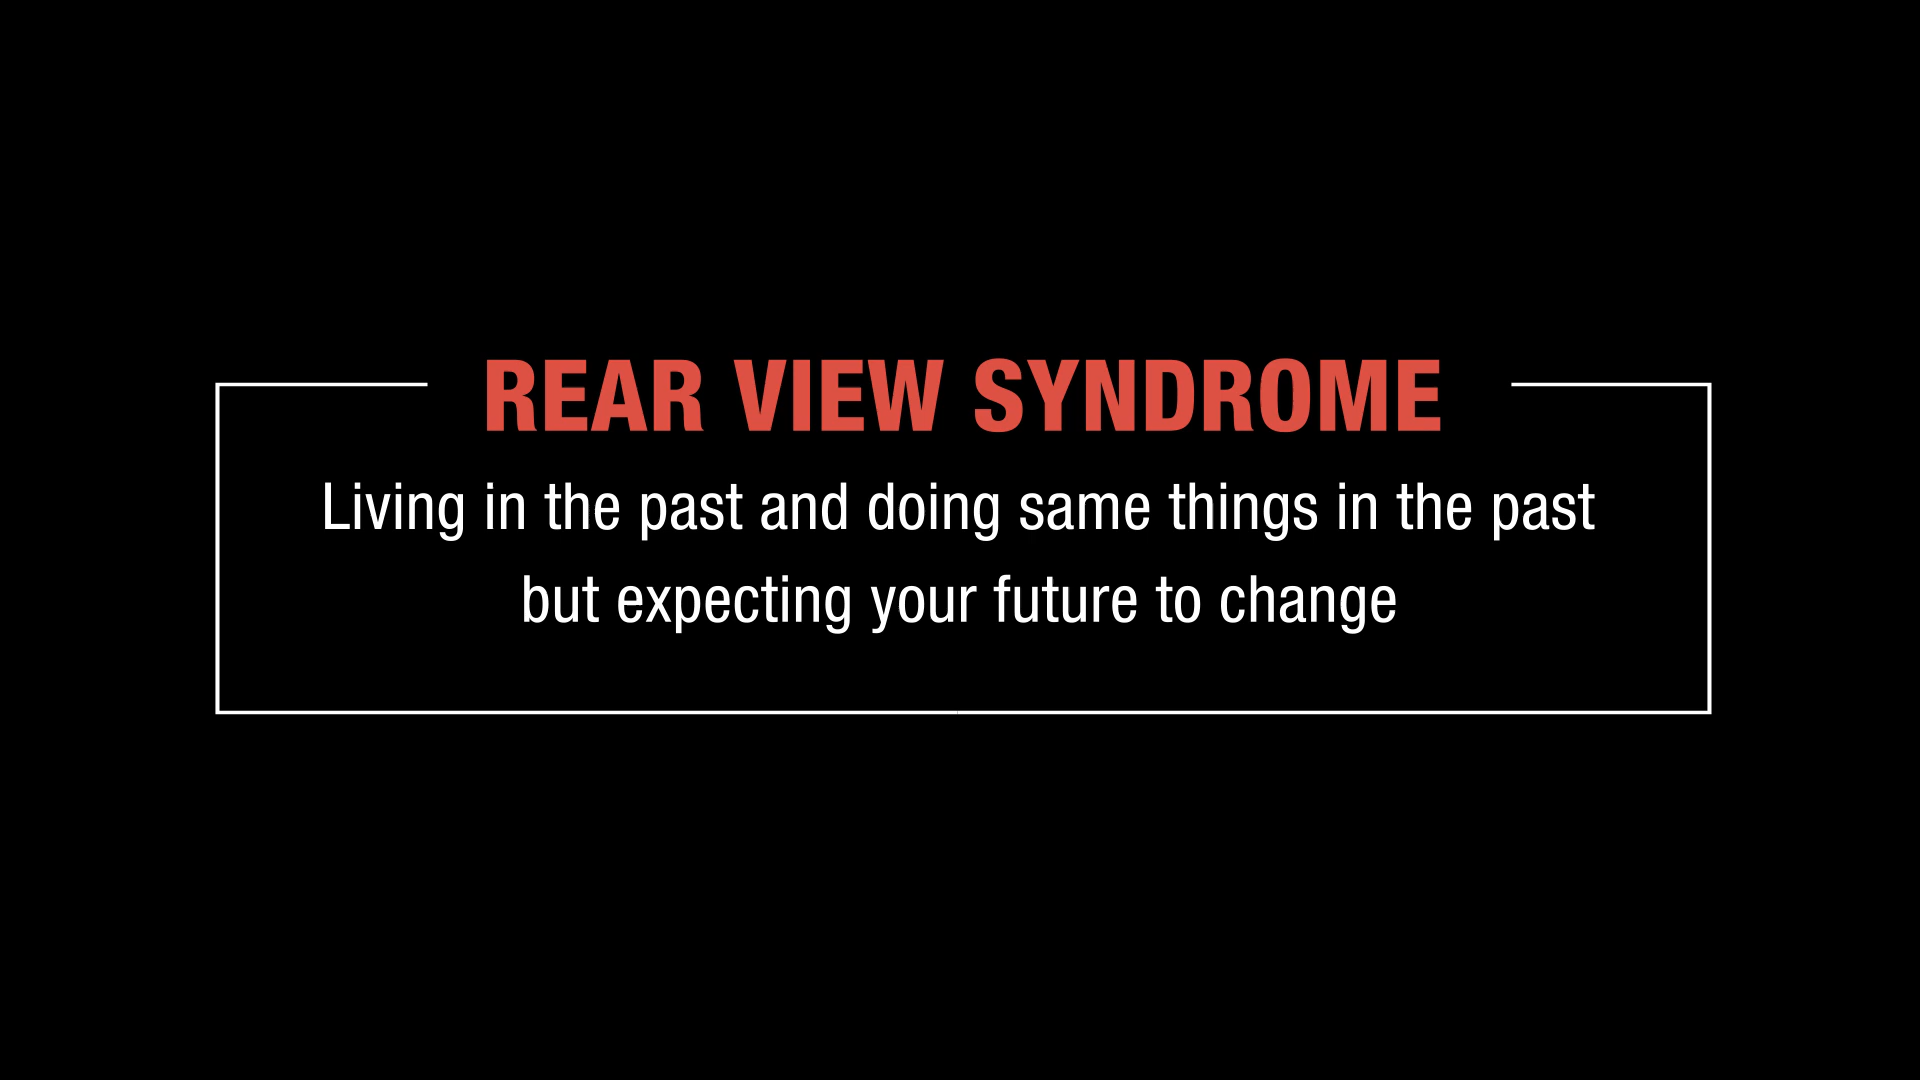 REAR VIEW SYNDROME
Living in the past and doing same things in the past
but expecting your future to change